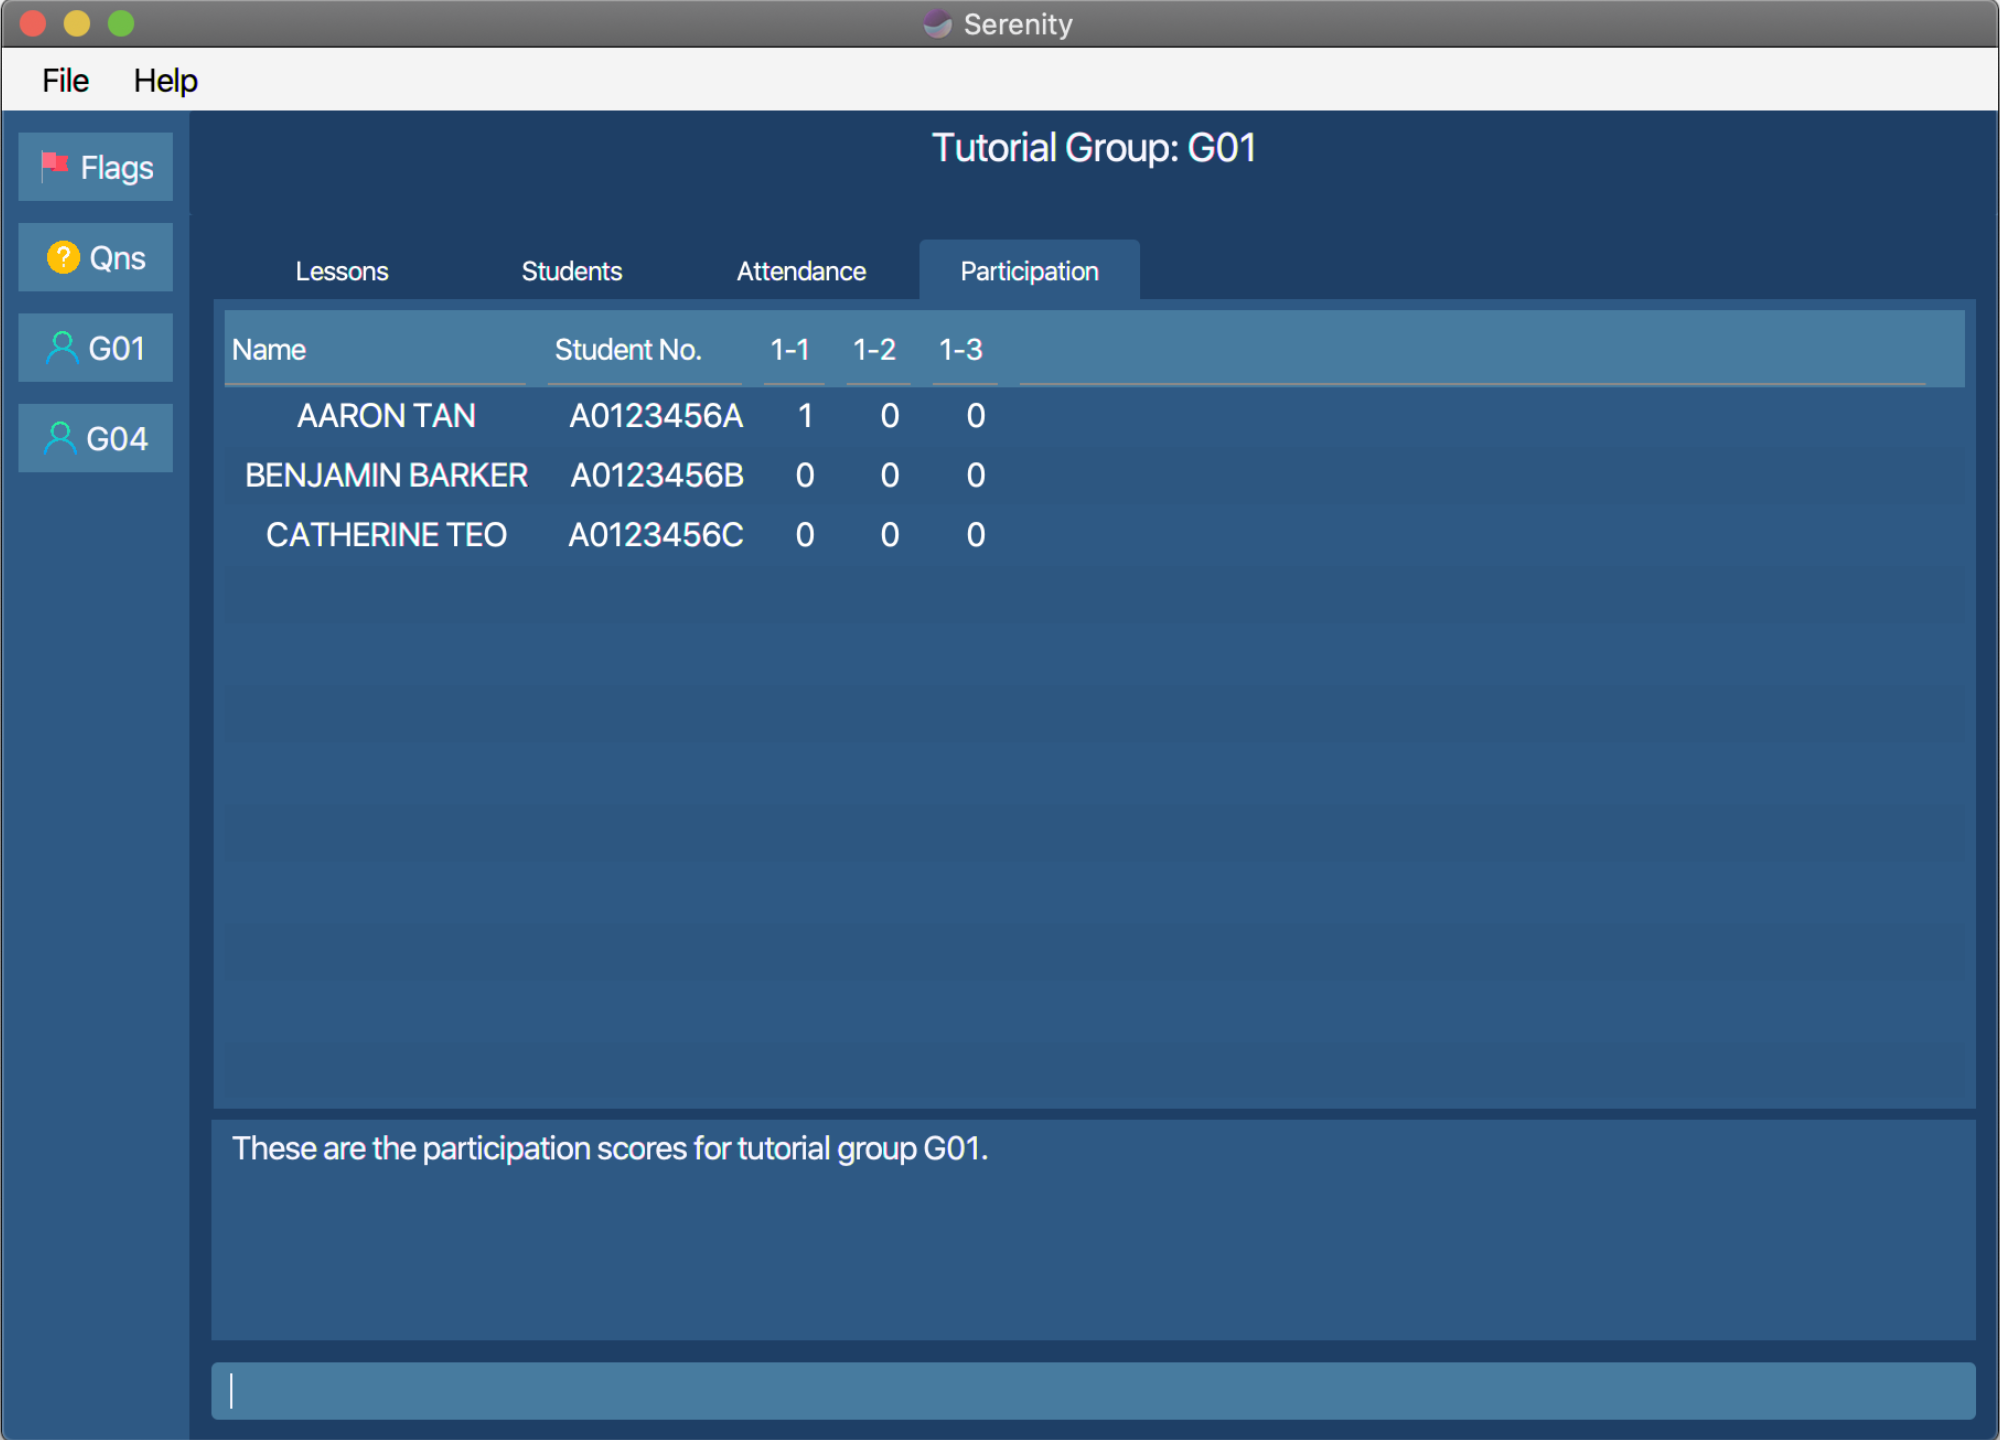 Serenity
File Help
Flags
Qns
G01
G04
Tutorial Group: G01
Lessons Students Attendance Participation
Name Student No. 1-1 1-2 1-3
AARON TAN A0123456A 1 0 0
BENJAMIN BARKER A0123456B 0 0 0
CATHERINE TEO A0123456C 0 0 0
These are the participation scores for tutorial group G01.